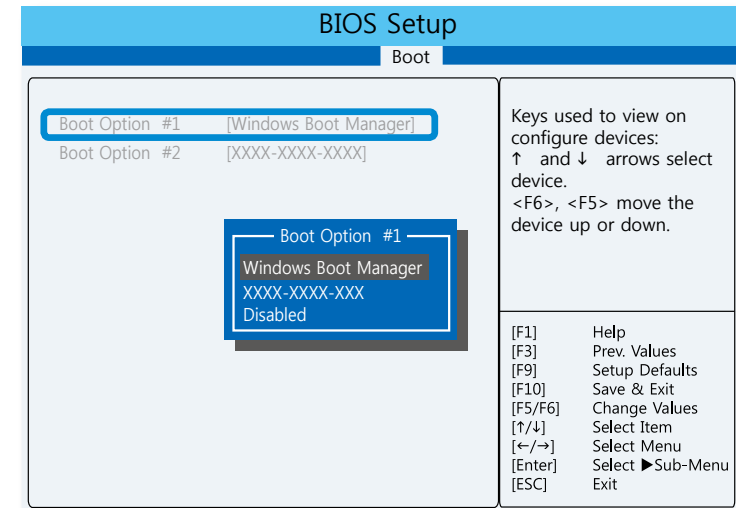 BIOS Setup
Boot
Boot Option #1 [Windows Boot Manager]
Boot Option #2 [XXXX-XXXX-XXXX]
Boot Option #1
Windows Boot Manager
XXXX-XXXX-XXX
Disabled
Keys used to view on
configure devices:
↑ and ↓ arrows select
device.
<F6>, <F5> move the
device up or down.
[F1] Help
[F3] Prev. Values
[F9] Setup Defaults
[F10] Save & Exit
[F5/F6] Change Values
[↑/↓] Select Item
[←/→] Select Menu
[Enter] Select ▶Sub-Menu
[ESC] Exit